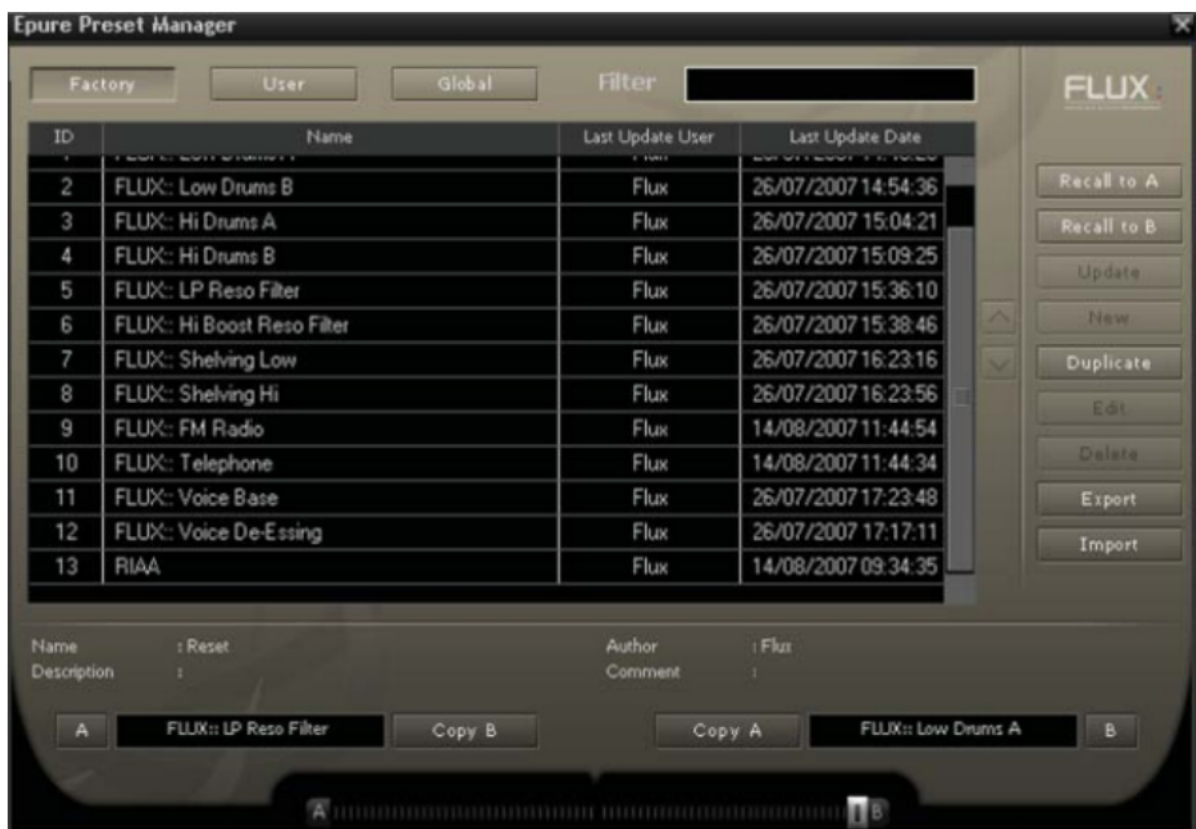 Epure Preset Manager
Factory User Global Filter
FLUX::
ID Name Last Update User Last Update Date
2 FLUX:: Low Drums B Flux 26/07/2007 14:54:36
3 FLUX:: Hi Drums A Flux 26/07/2007 15:04:21
4 FLUX:: Hi Drums B Flux 26/07/2007 15:09:25
5 FLUX:: LP Reso Filter Flux 26/07/2007 15:36:10
6 FLUX:: Hi Boost Reso Filter Flux 26/07/2007 15:38:46
7 FLUX:: Shelving Low Flux 26/07/2007 16:23:16
8 FLUX:: Shelving Hi Flux 26/07/2007 16:23:56
9 FLUX:: FM Radio Flux 14/08/2007 11:44:54
10 FLUX:: Telephone Flux 14/08/2007 11:44:34
11 FLUX:: Voice Base Flux 26/07/2007 17:23:48
12 FLUX:: Voice De-Essing Flux 26/07/2007 17:17:11
13 RIAA Flux 14/08/2007 09:34:35
Recall to A
Recall to B
Update
New
Duplicate
Edit
Delete
Export
Import
Name : Reset
Description :
Author : Flux
Comment :
A FLUX:: LP Reso Filter Copy B Copy A FLUX:: Low Drums A B
A B